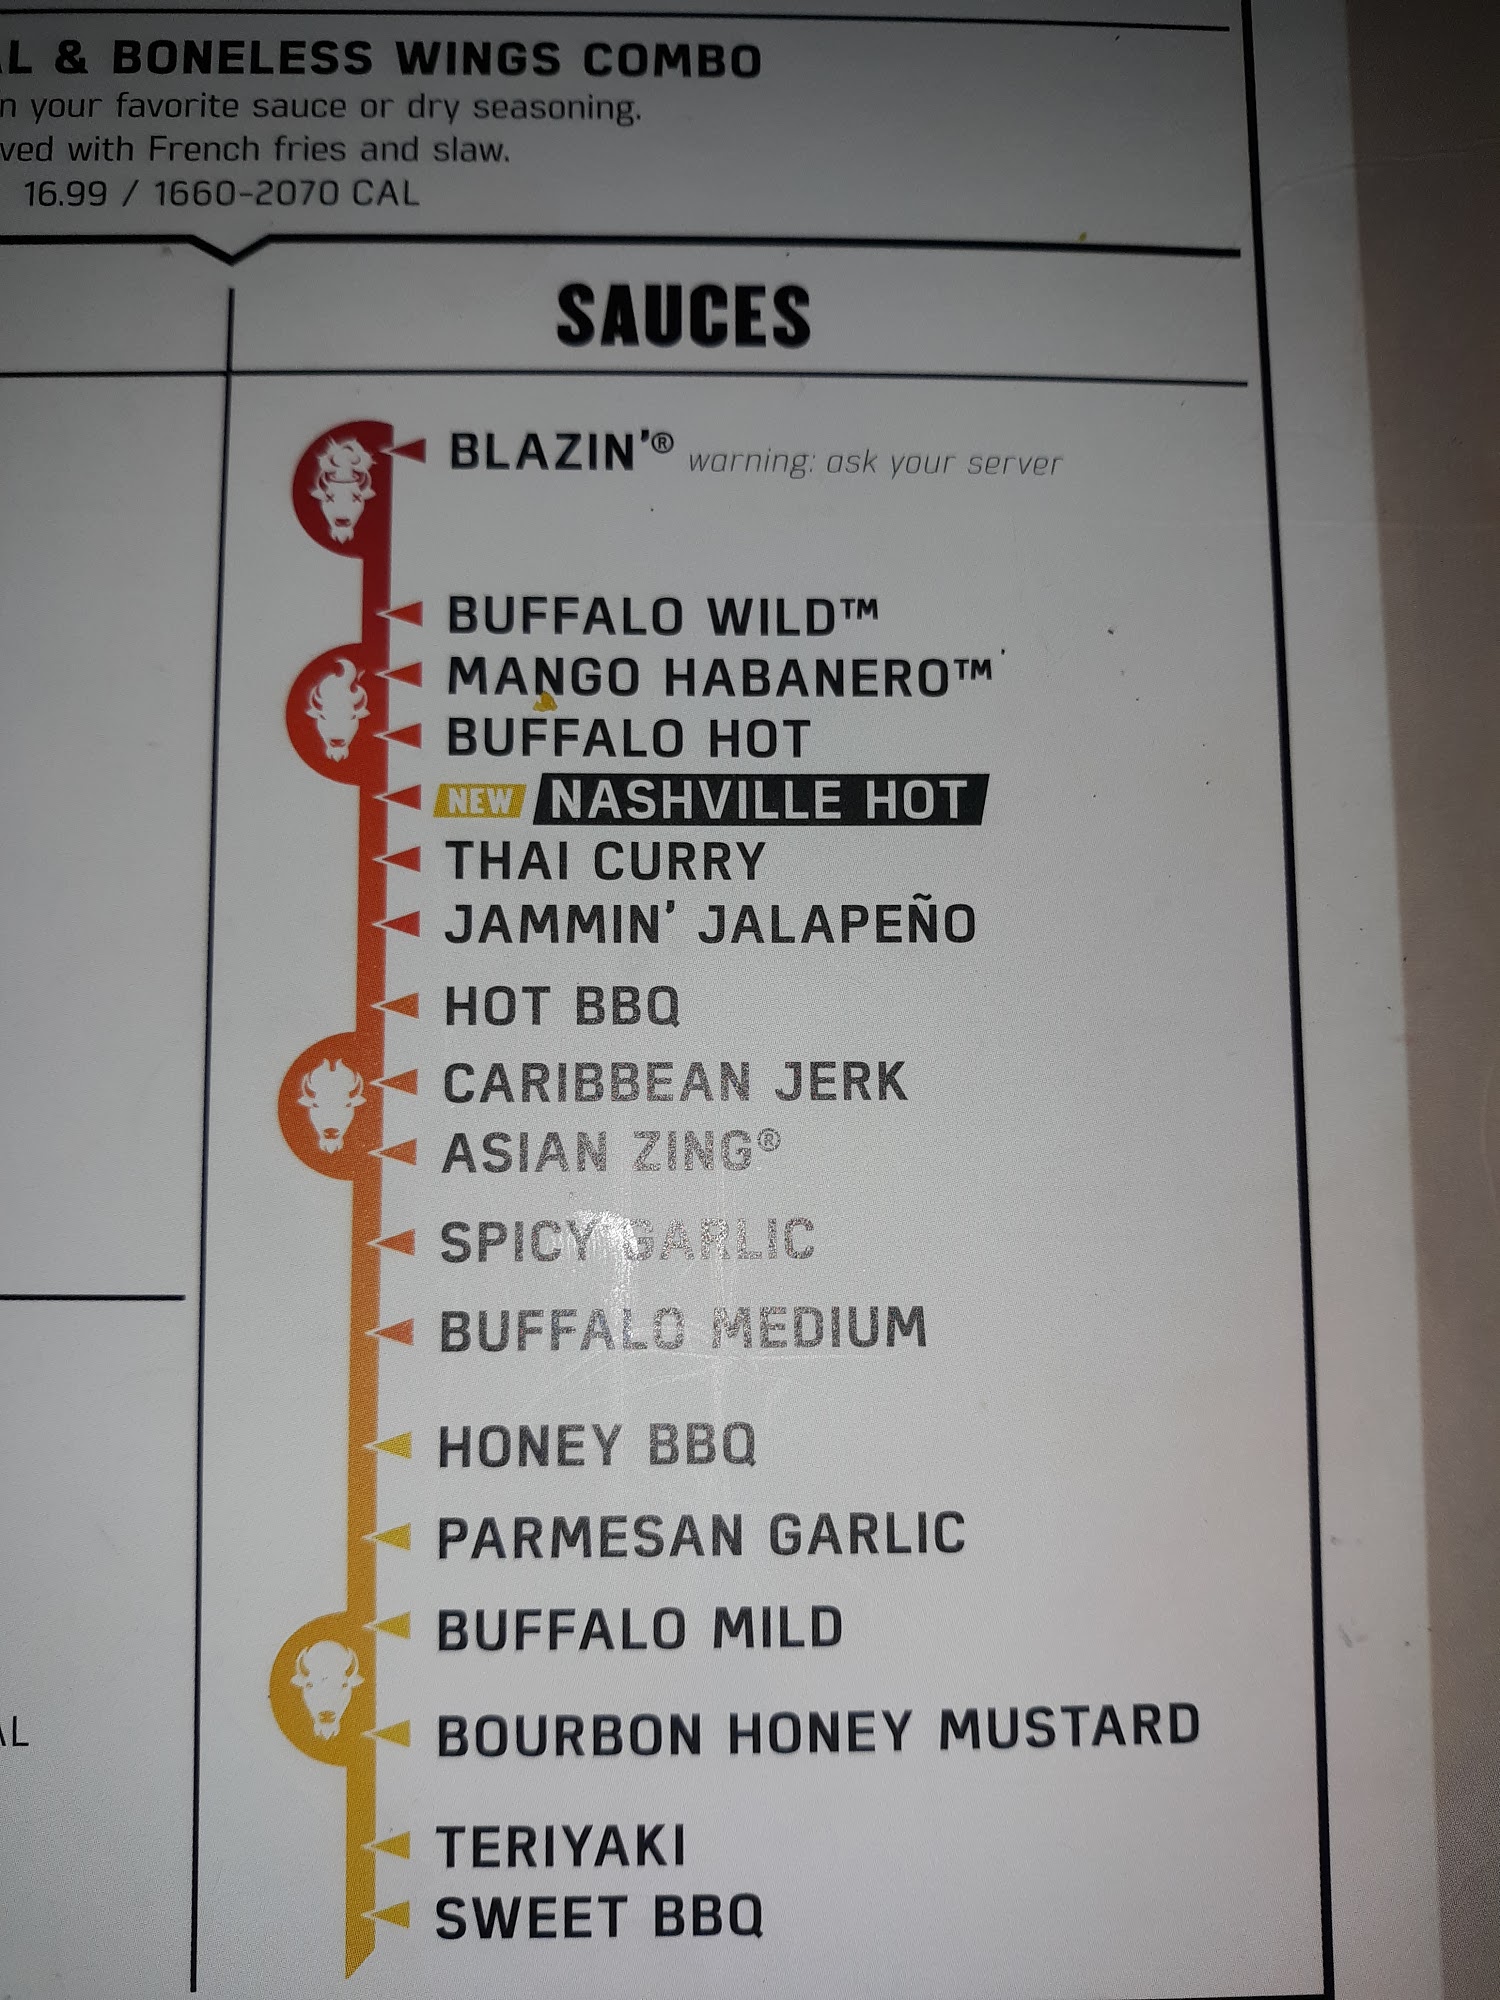 L & BONELESS WINGS COMBO
n your favorite sauce or dry seasoning.
ved with French fries and slaw.
16.99 / 1660-2070 CAL
SAUCES
BLAZIN'® warning: ask your server
BUFFALO WILD™
MANGO HABANERO™
BUFFALO HOT
NEW NASHVILLE HOT
THAI CURRY
JAMMIN' JALAPEÑO
HOT BBQ
CARIBBEAN JERK
ASIAN ZING®
SPICY GARLIC
BUFFALO MEDIUM
HONEY BBQ
PARMESAN GARLIC
BUFFALO MILD
BOURBON HONEY MUSTARD
AL
TERIYAKI
SWEET BBQ